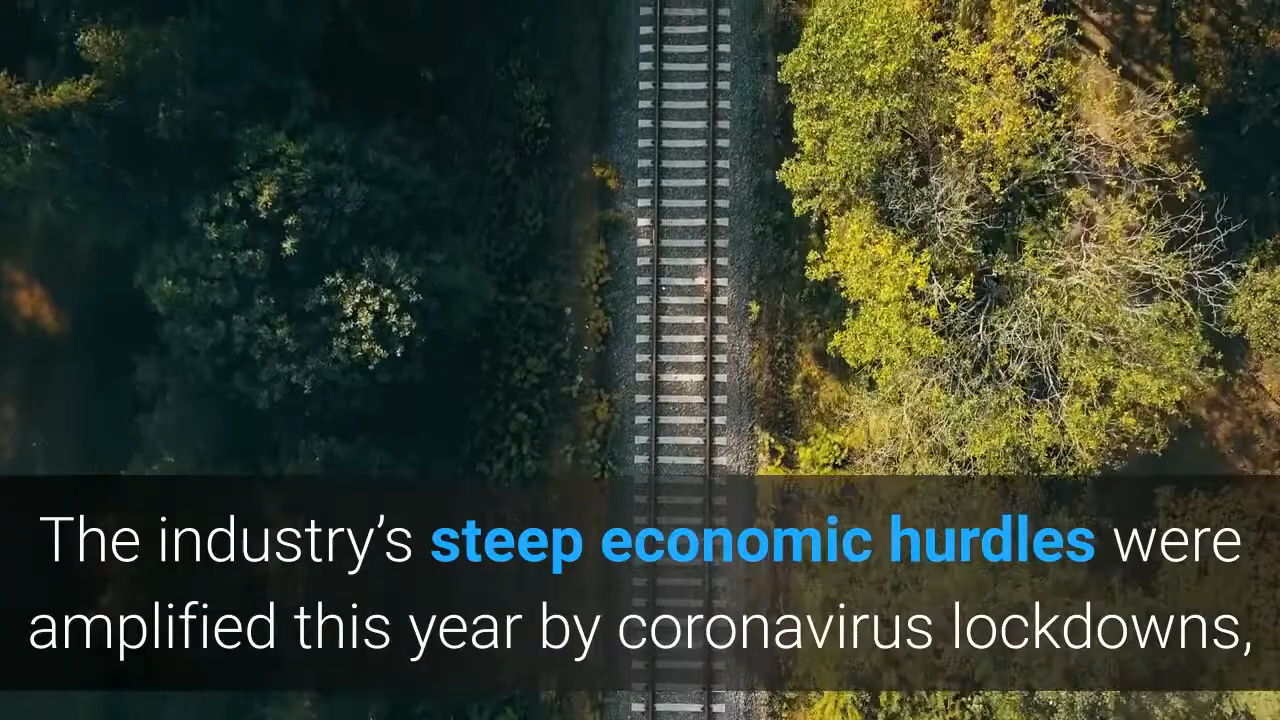 The industry’s steep economic hurdles were
amplified this year by coronavirus lockdowns,